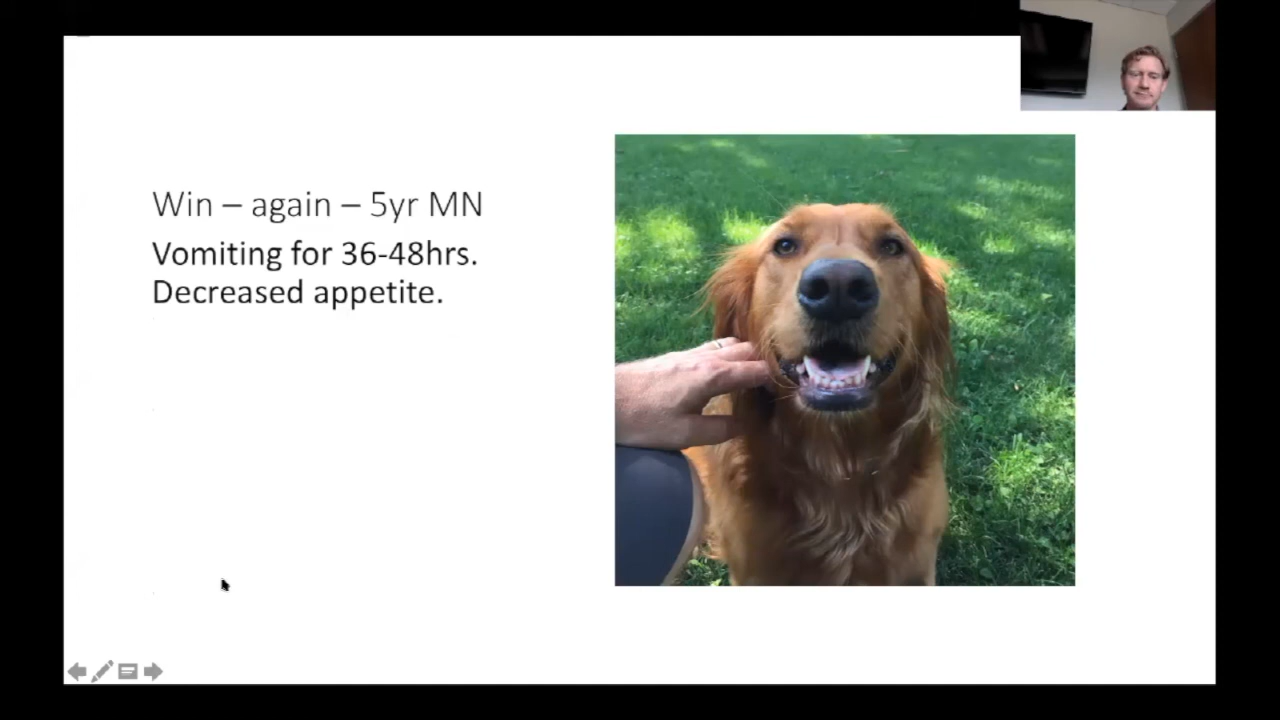 Win – again – 5yr MN
Vomiting for 36-48hrs.
Decreased appetite.